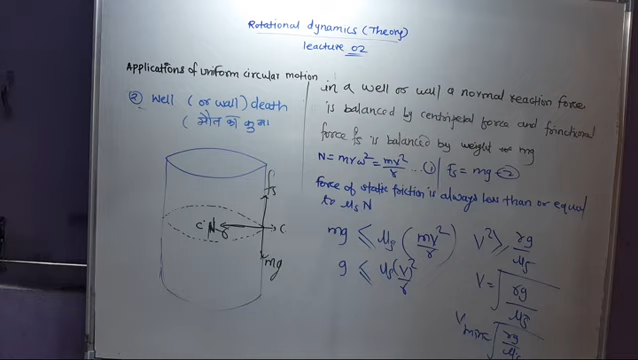 Rotational dynamics (Theory)
leacture 02
Applications of uniform circular motion
② Well (or wall) death
(मौत का कुआ
fs
c' N r c
mg
in a well or wall a normal reaction force
is balanced by centripetal force and frinctional
force fs is balanced by weight mg
N = mrω² = mv²/r ... ① | fs = mg -②
force of static friction is always less than or equal
to μs N
mg ≤ μs (mv²/r)
g ≤ μs(v)²/r
v² ≥ rg/μs
v = √rg/μs
Vmin = √rg/μs